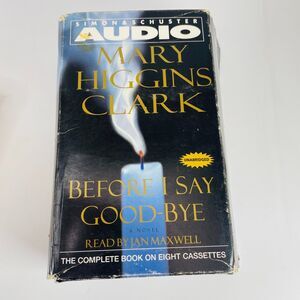 SIMON & SCHUSTER
AUDIO
MARY
HIGGINS
CLARK
UNABRIDGED
BEFORE I SAY
GOOD-BYE
A NOVEL
READ BY JAN MAXWELL
THE COMPLETE BOOK ON EIGHT CASSETTES